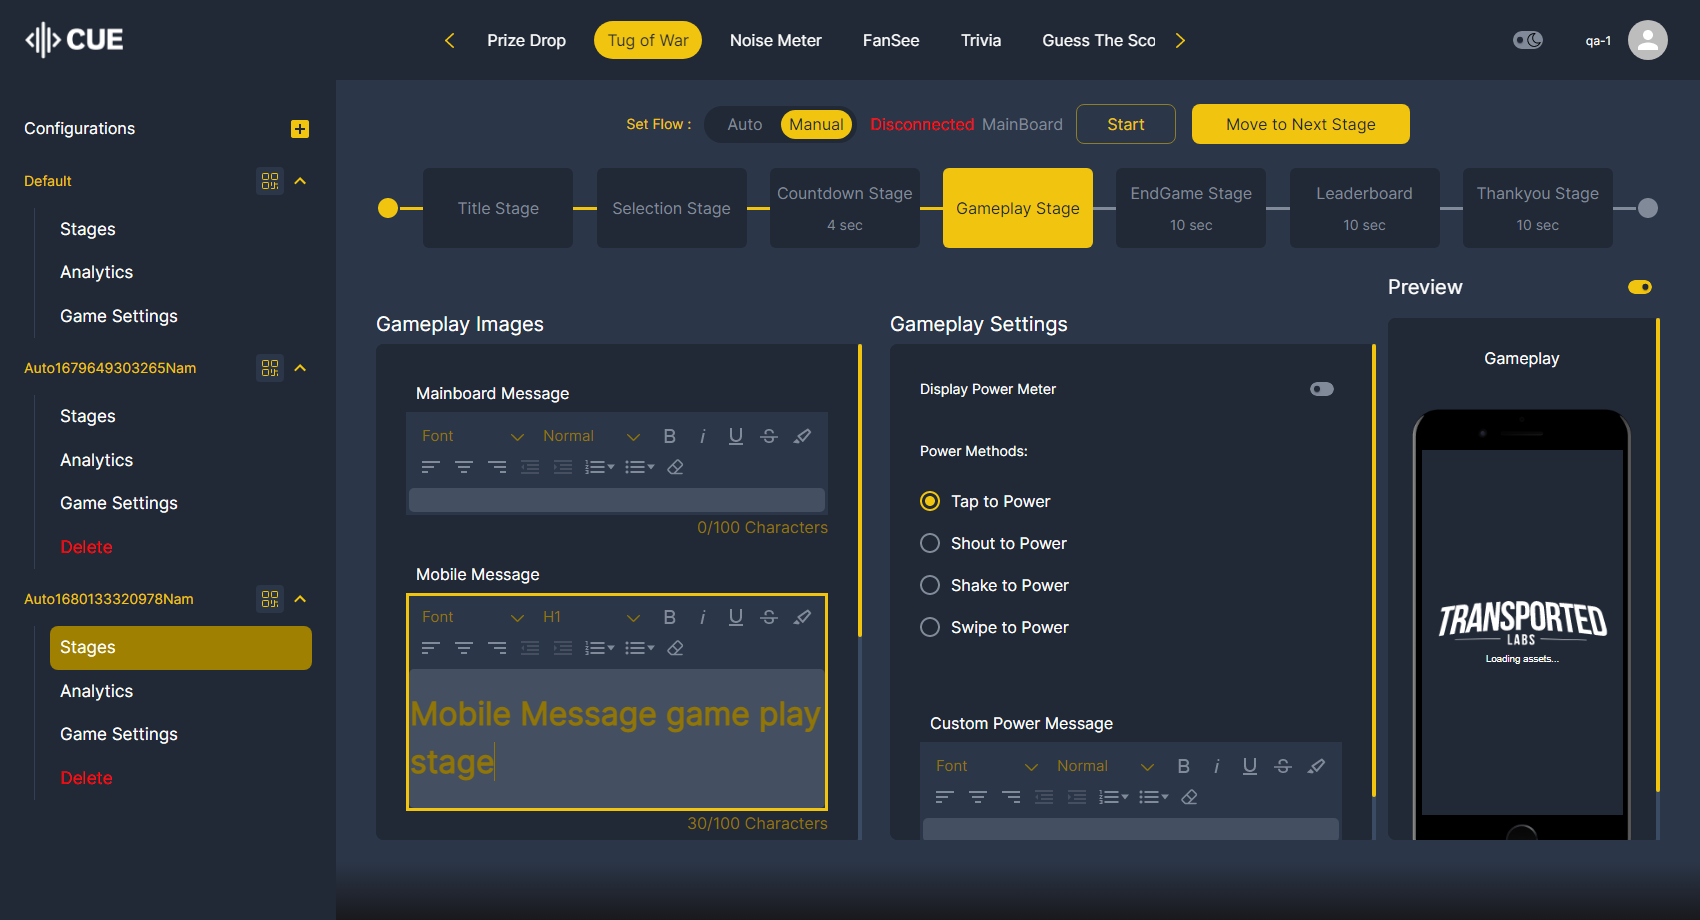 CUE
Prize Drop
Tug of War
Noise Meter
FanSee
Trivia
Guess The Sco
qa-1
Configurations
Default
Stages
Analytics
Game Settings
Auto1679649303265Nam
Stages
Analytics
Game Settings
Delete
Auto1680133320978Nam
Stages
Analytics
Game Settings
Delete
Set Flow :
Auto
Manual
Disconnected MainBoard
Start
Move to Next Stage
Title Stage
Selection Stage
Countdown Stage
4 sec
Gameplay Stage
EndGame Stage
10 sec
Leaderboard
10 sec
Thankyou Stage
10 sec
Gameplay Images
Mainboard Message
Font
Normal
B
i
U
S
0/100 Characters
Mobile Message
Font
H1
B
i
U
S
Mobile Message game play
stage
30/100 Characters
Gameplay Settings
Display Power Meter
Power Methods:
Tap to Power
Shout to Power
Shake to Power
Swipe to Power
Custom Power Message
Font
Normal
B
i
U
S
Preview
Gameplay
TRANSPORTED
LABS
Loading assets...